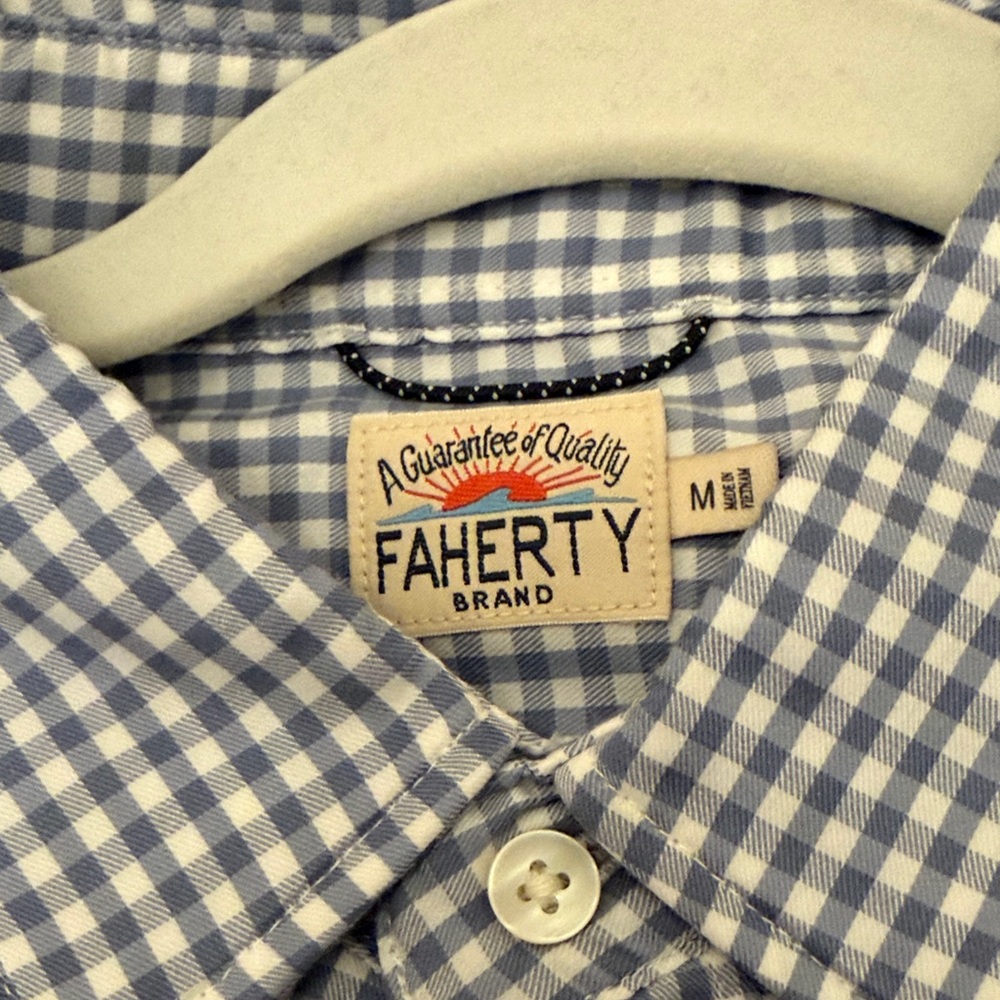 A Guarantee of Quality
FAHERTY
BRAND
M
MADE IN
VIETNAM